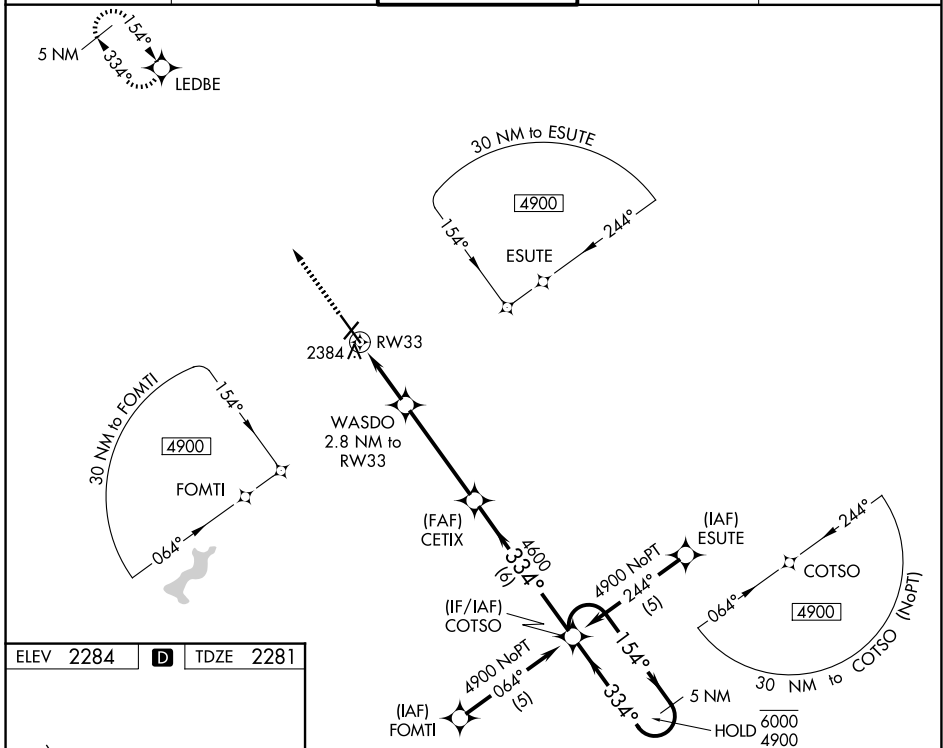 154°
5 NM
334°
LEDBE
30 NM to ESUTE
4900
154°
244°
ESUTE
RW33
2384
30 NM to FOMTI
154°
4900
FOMTI
064°
WASDO
2.8 NM to
RW33
(FAF)
CETIX
4600
334°
(6)
(IAF)
ESUTE
4900 NoPT
244°
(5)
244°
COTSO
064°
4900
30 NM to COTSO (NoPT)
(IF/IAF)
COTSO
4900 NoPT
064°
(5)
154°
334°
5 NM
HOLD 6000
4900
(IAF)
FOMTI
ELEV 2284 D TDZE 2281